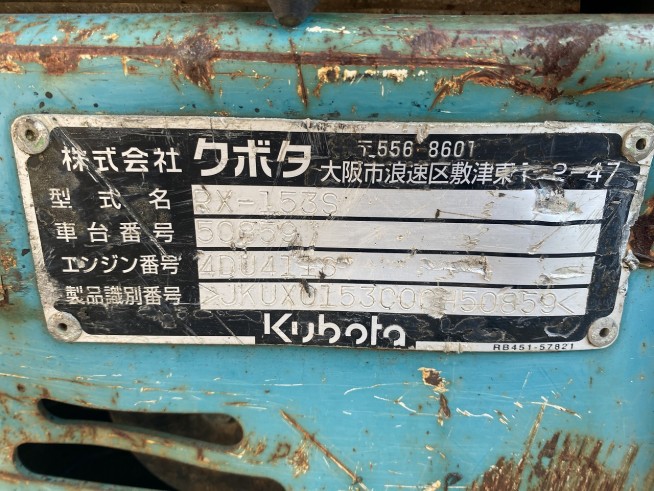 株式会社 クボタ 〒556 8601
大阪市浪速区敷津東 2-47
型式名 RX-153S
車台番号 50859
エンジン番号
製品識別番号
Kubota
RB451-57821